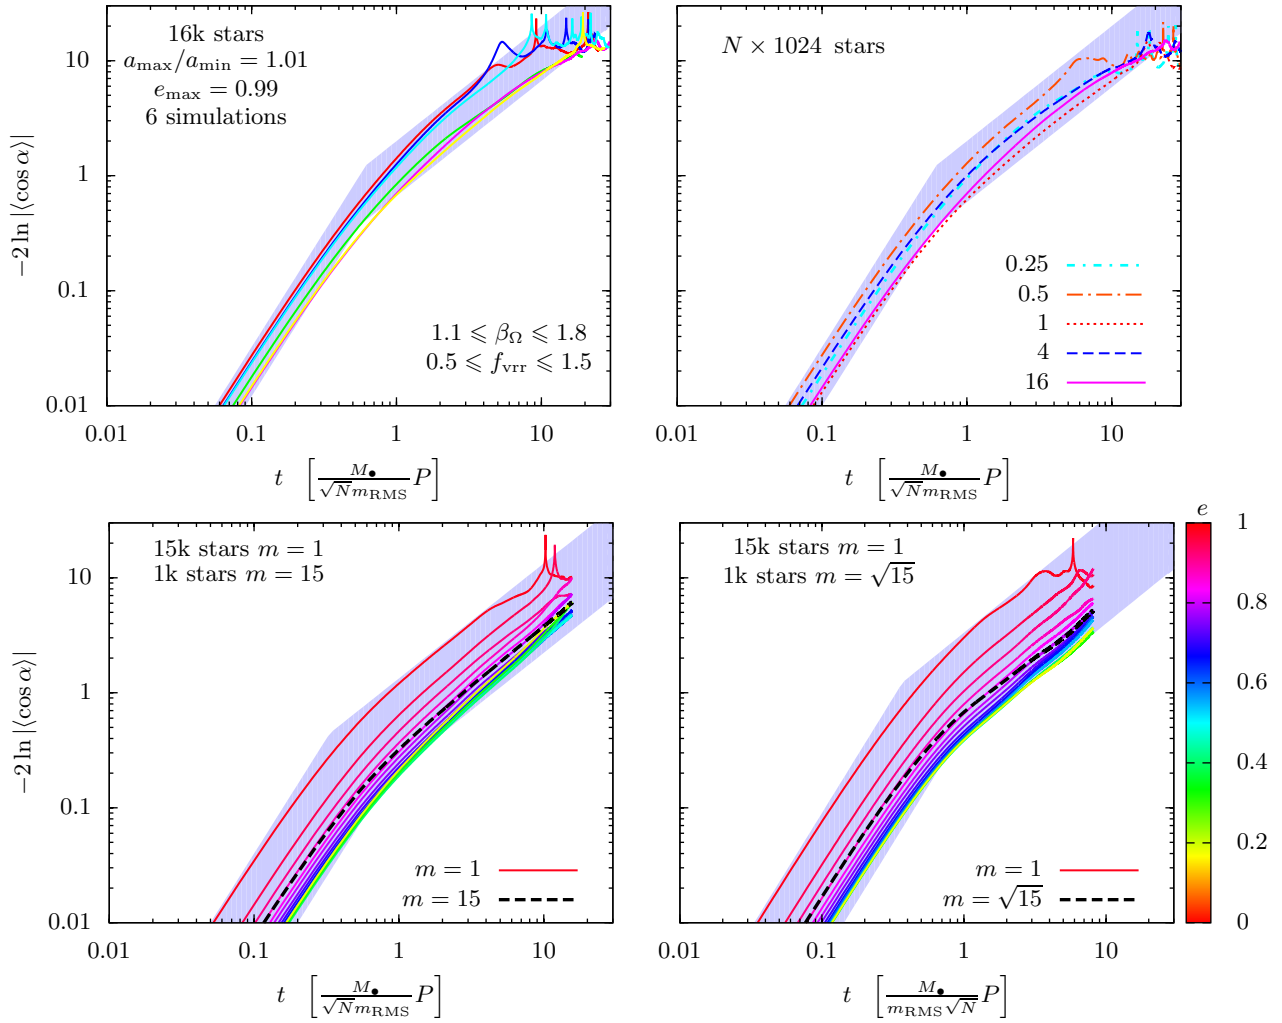 16k stars
a_max/a_min = 1.01
e_max = 0.99
6 simulations
1.1 ⩽ β_Ω ⩽ 1.8
0.5 ⩽ f_vrr ⩽ 1.5
10
1
0.1
0.01
−2 ln |⟨cos α⟩|
0.01 0.1 1 10
t [M_• / (√N m_RMS) P]
N × 1024 stars
0.25
0.5
1
4
16
0.01 0.1 1 10
t [M_• / (√N m_RMS) P]
15k stars m = 1
1k stars m = 15
m = 1
m = 15
10
1
0.1
0.01
−2 ln |⟨cos α⟩|
0.01 0.1 1 10
t [M_• / (√N m_RMS) P]
15k stars m = 1
1k stars m = √15
m = 1
m = √15
0.01 0.1 1 10
t [M_• / (m_RMS √N) P]
e
1
0.8
0.6
0.4
0.2
0